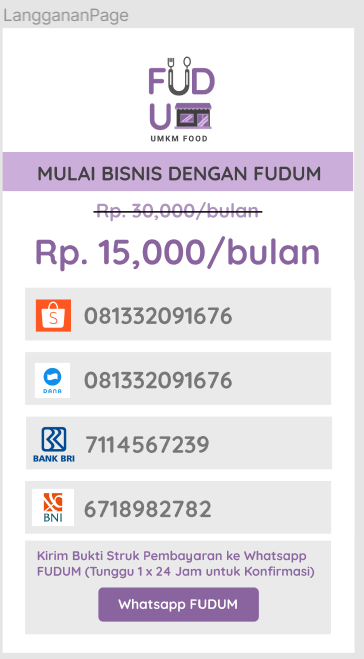 LanggananPage
FUD
U
UMKM FOOD
MULAI BISNIS DENGAN FUDUM
Rp. 30,000/bulan
Rp. 15,000/bulan
S
081332091676
081332091676
DANA
7114567239
BANK BRI
6718982782
BNI
Kirim Bukti Struk Pembayaran ke Whatsapp
FUDUM (Tunggu 1 x 24 Jam untuk Konfirmasi)
Whatsapp FUDUM